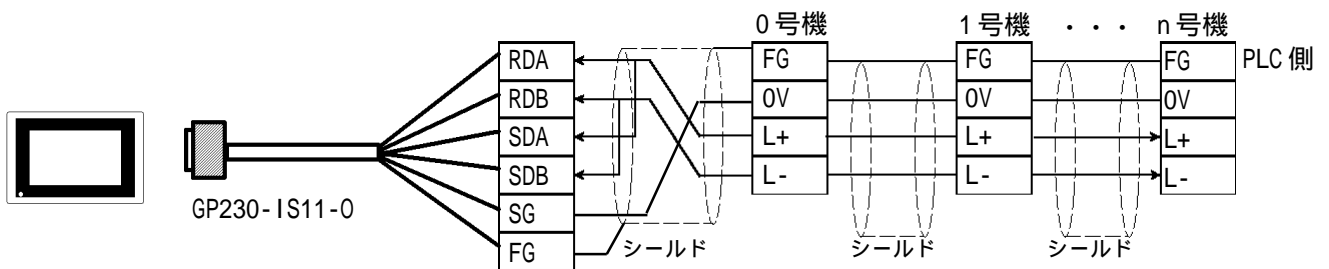 0号機
1号機
・・・
n号機
PLC側
GP230-IS11-O
RDA
RDB
SDA
SDB
SG
FG
シールド
FG
0V
L+
L-
シールド
FG
0V
L+
L-
シールド
FG
0V
L+
L-